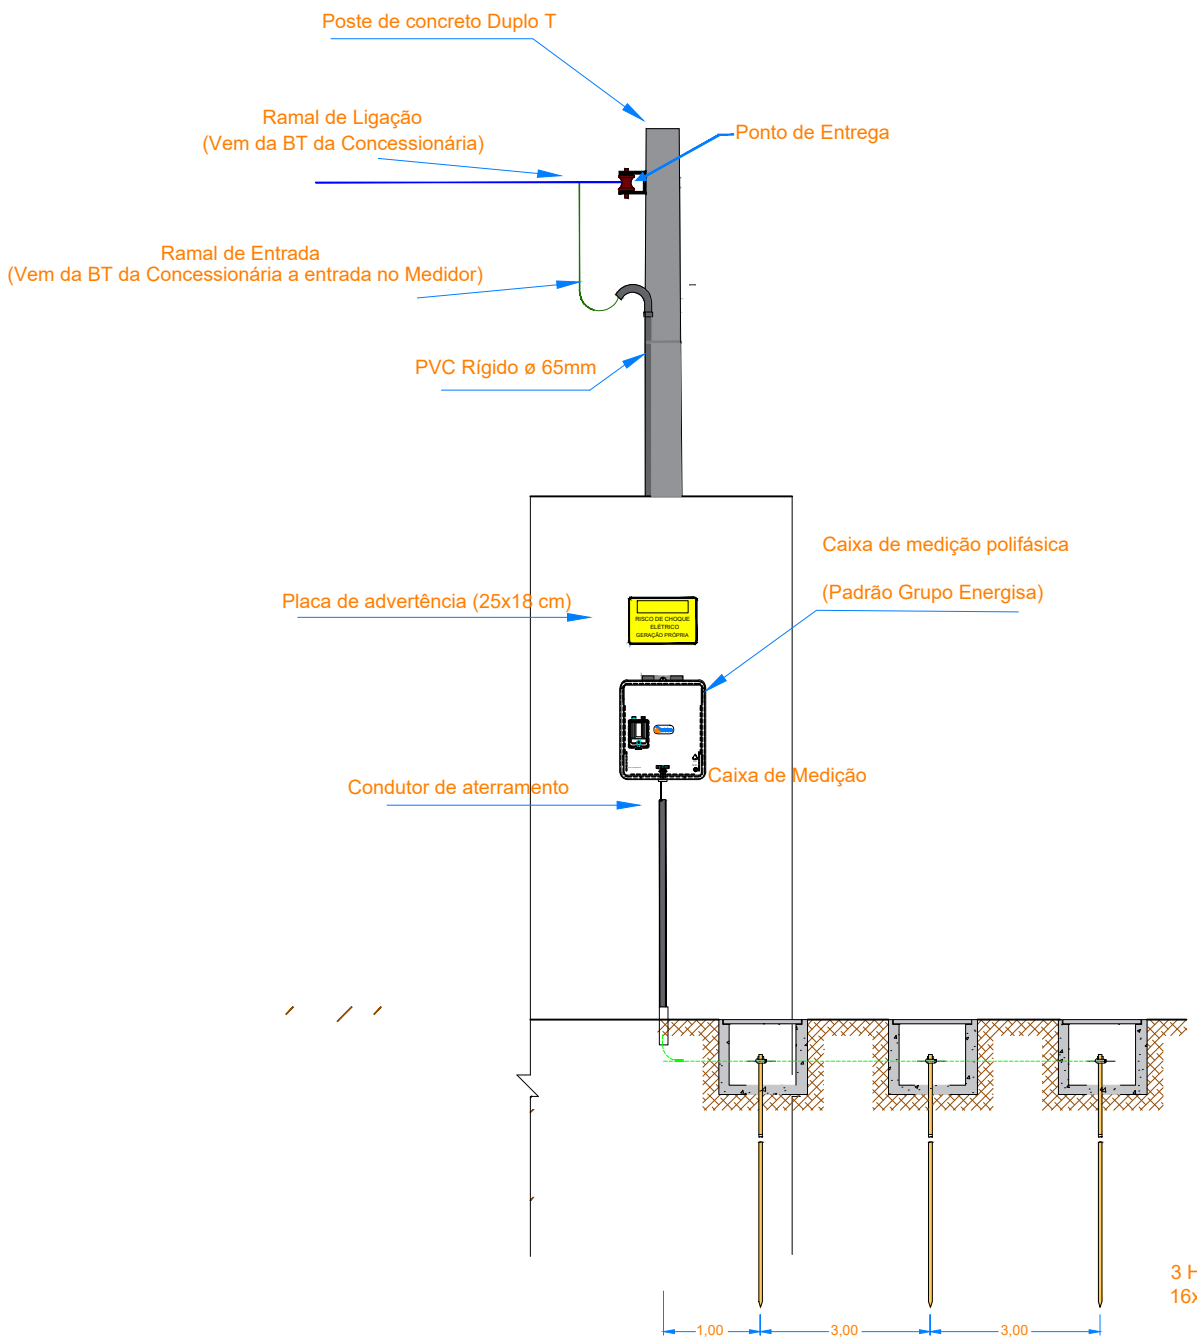 Poste de concreto Duplo T
Ramal de Ligação
(Vem da BT da Concessionária)
Ponto de Entrega
Ramal de Entrada
(Vem da BT da Concessionária a entrada no Medidor)
PVC Rígido ø 65mm
Caixa de medição polifásica
(Padrão Grupo Energisa)
Placa de advertência (25x18 cm)
RISCO DE CHOQUE
ELÉTRICO
GERAÇÃO PRÓPRIA
Caixa de Medição
Condutor de aterramento
3
16x
1,00
3,00
3,00